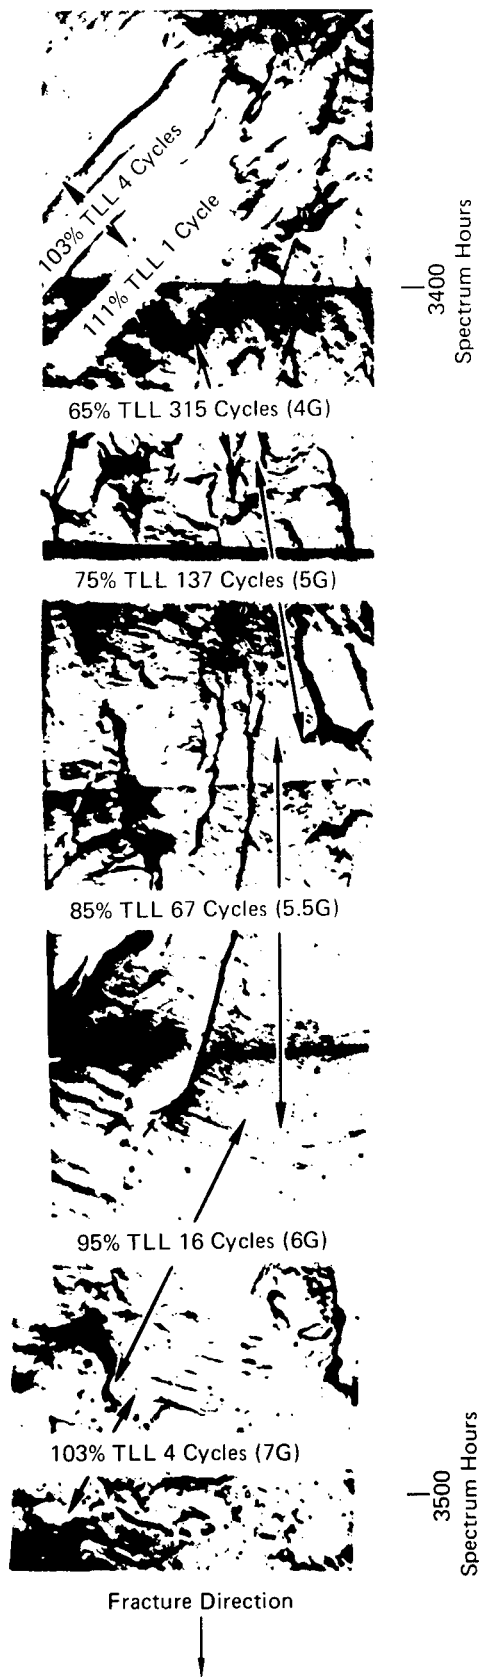 103% TLL 4 Cycles
111% TLL 1 Cycle
3400
Spectrum Hours
65% TLL 315 Cycles (4G)
75% TLL 137 Cycles (5G)
85% TLL 67 Cycles (5.5G)
95% TLL 16 Cycles (6G)
103% TLL 4 Cycles (7G)
3500
Spectrum Hours
Fracture Direction